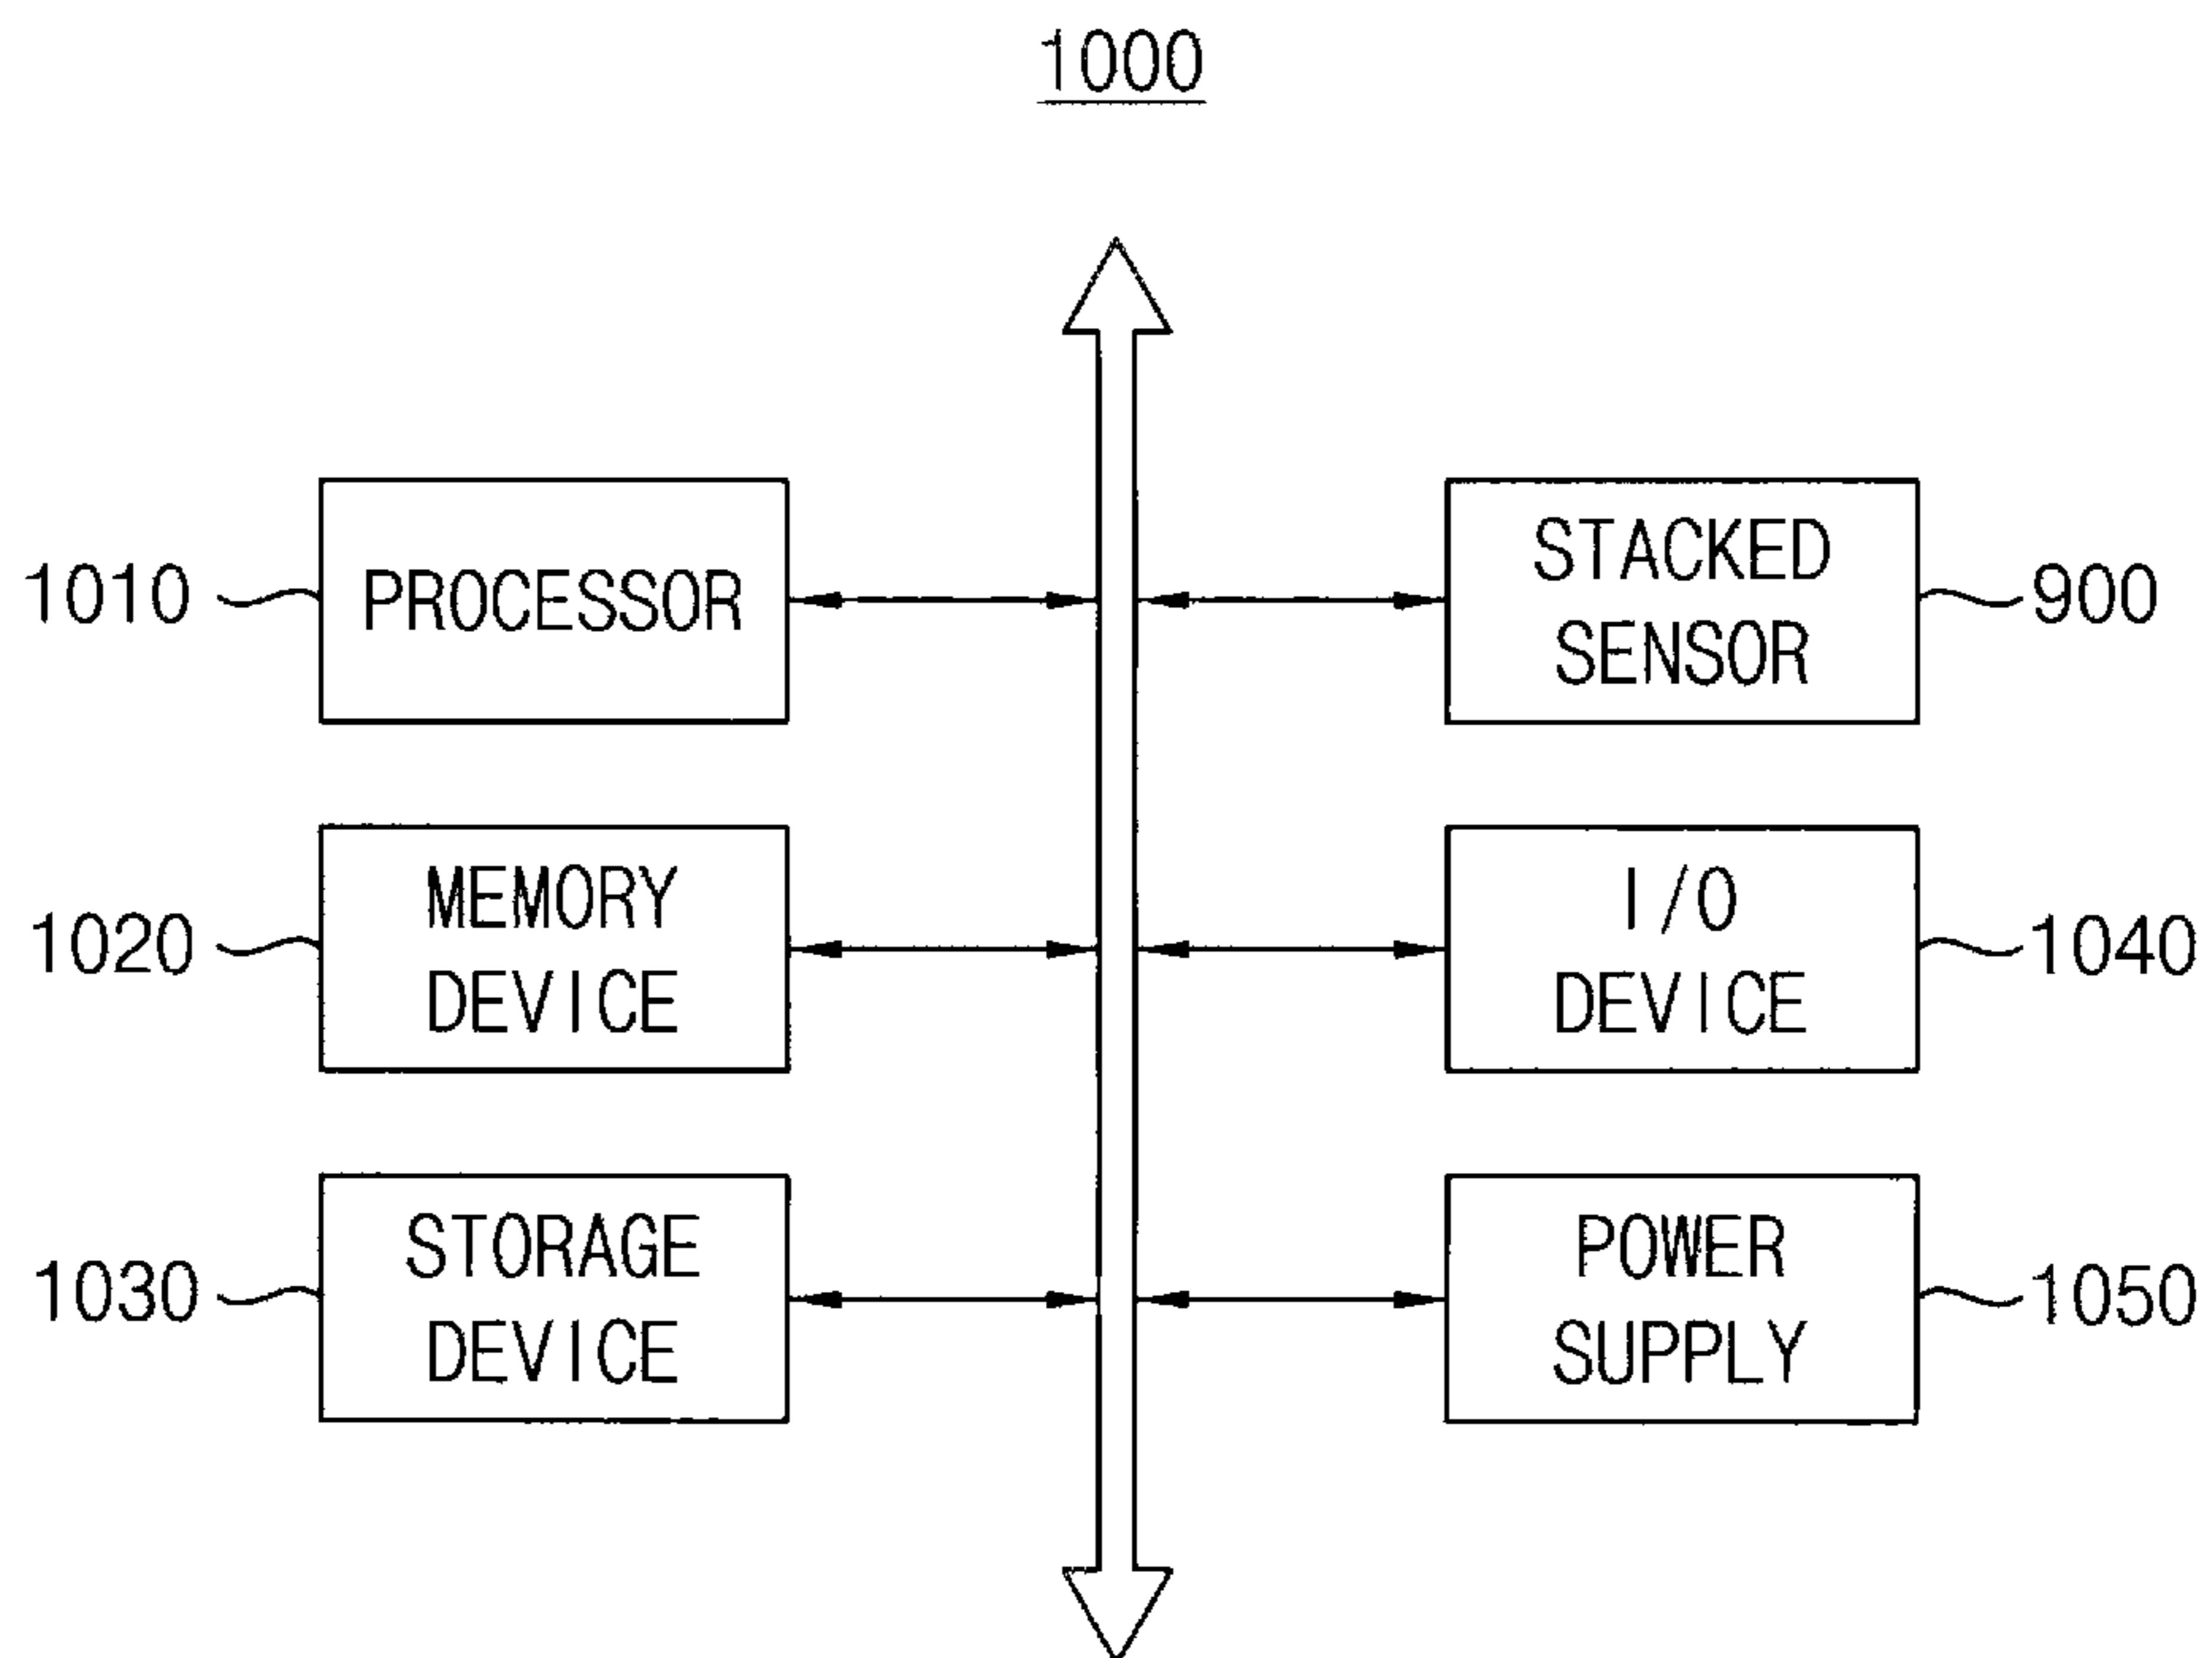 1000
1010
PROCESSOR
STACKED
SENSOR
900
1020
MEMORY
DEVICE
I/O
DEVICE
1040
1030
STORAGE
DEVICE
POWER
SUPPLY
1050